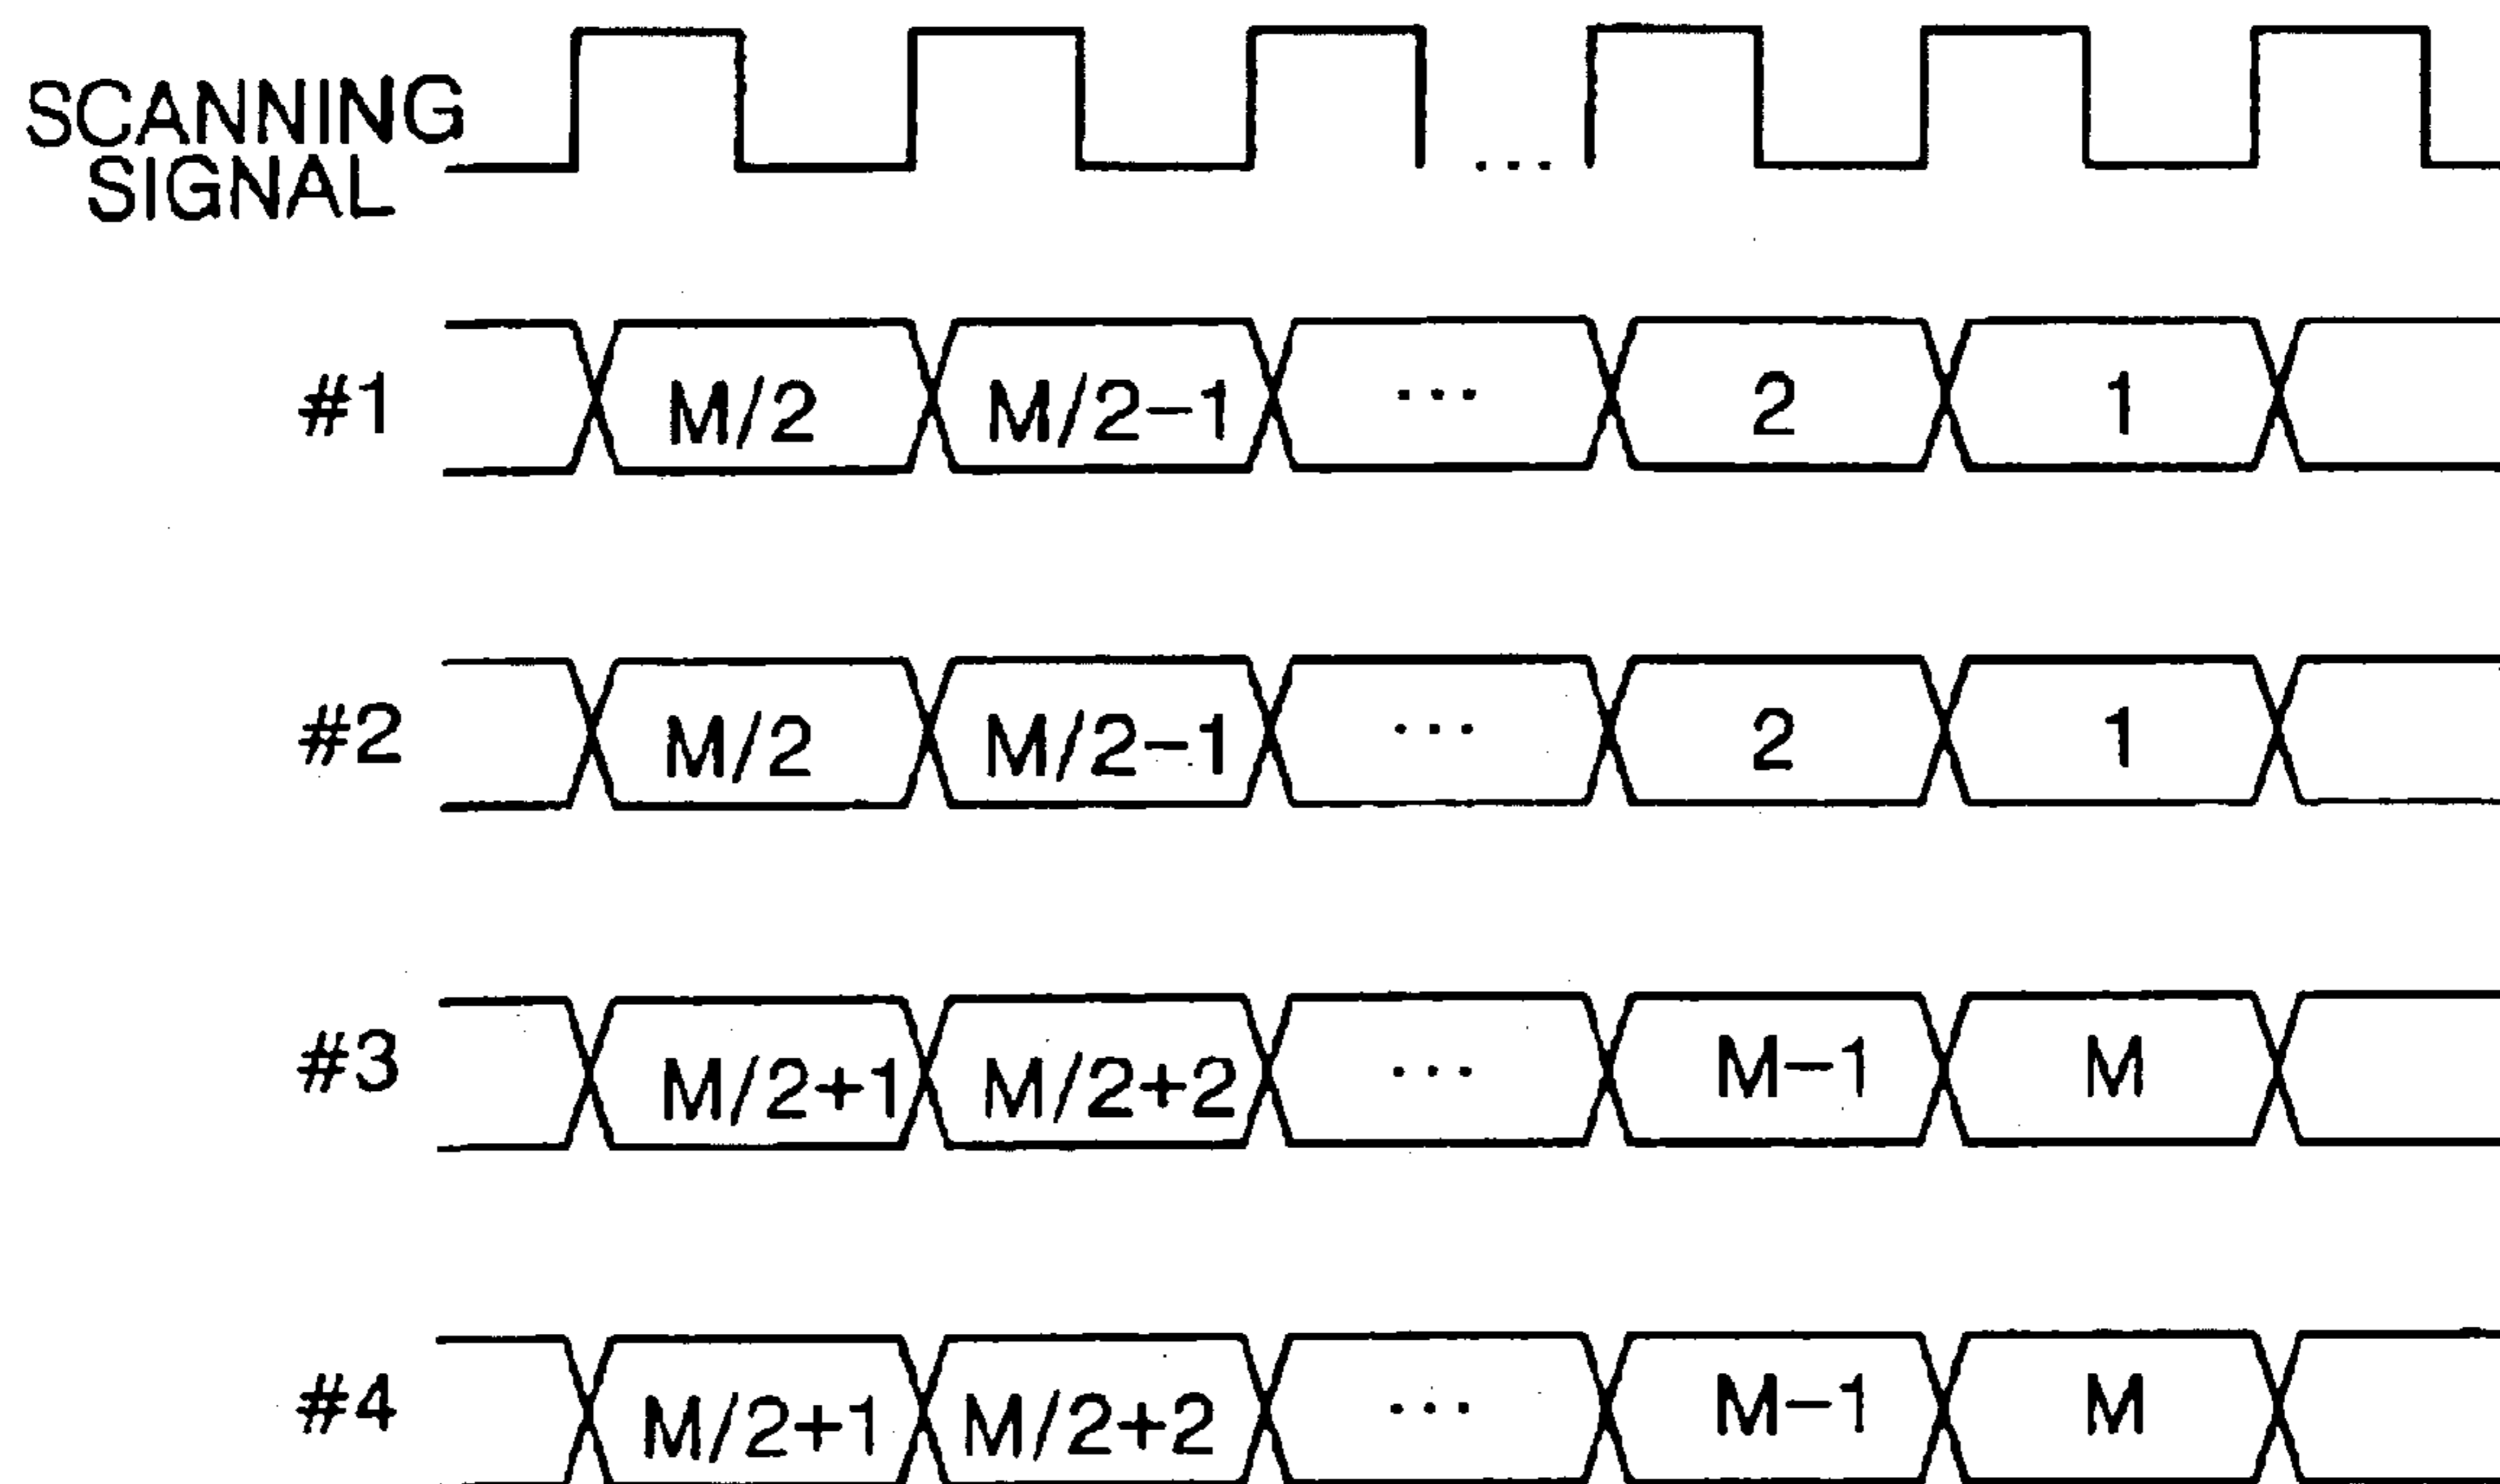 SCANNING
SIGNAL
...
#1 M/2 M/2-1 ... 2 1
#2 M/2 M/2-1 ... 2 1
#3 M/2+1 M/2+2 ... M-1 M
#4 M/2+1 M/2+2 ... M-1 M